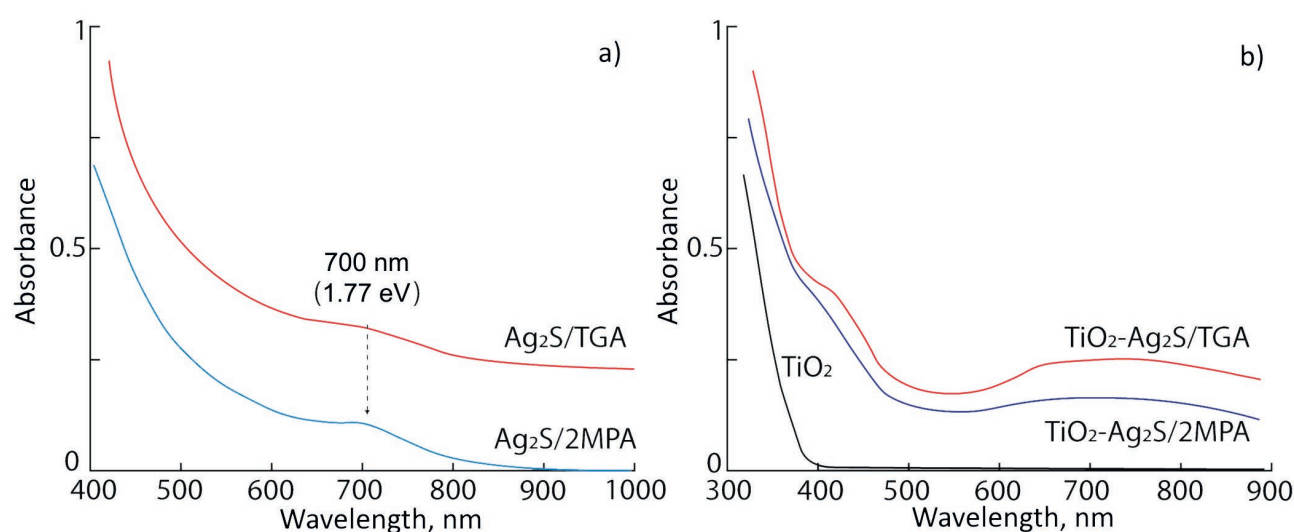 1
a)
Absorbance
0.5
700 nm
(1.77 eV)
Ag₂S/TGA
Ag₂S/2MPA
0
400 500 600 700 800 900 1000
Wavelength, nm
1
b)
Absorbance
0.5
TiO₂
TiO₂-Ag₂S/TGA
TiO₂-Ag₂S/2MPA
0
300 400 500 600 700 800 900
Wavelength, nm